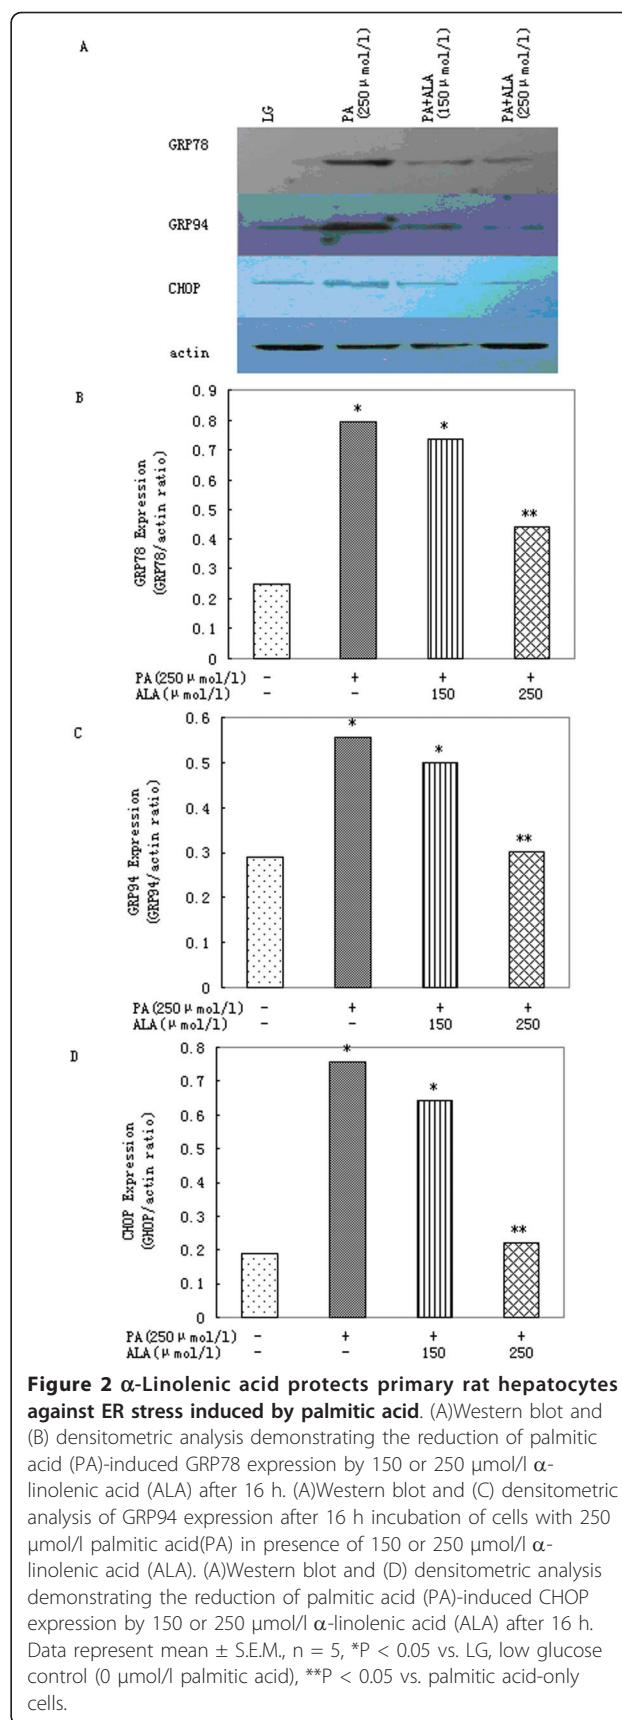 A
LG
PA
(250 μ mol/l)
PA+ALA
(150 μ mol/l)
PA+ALA
(250 μ mol/l)
GRP78
GRP94
CHOP
actin
B
GRP78 Expression
(GRP78/actin ratio)
0.9
0.8
0.7
0.6
0.5
0.4
0.3
0.2
0.1
0
* * **
PA(250 μ mol/l) - + + +
ALA(μ mol/l) - - 150 250
C
GRP94 Expression
(GRP94/actin ratio)
0.6
0.5
0.4
0.3
0.2
0.1
0
* * **
PA(250 μ mol/l) - + + +
ALA(μ mol/l) - - 150 250
D
CHOP Expression
(GHOP/actin ratio)
0.8
0.7
0.6
0.5
0.4
0.3
0.2
0.1
0
* * **
PA(250 μ mol/l) - + + +
ALA(μ mol/l) - - 150 250
Figure 2 α-Linolenic acid protects primary rat hepatocytes
against ER stress induced by palmitic acid. (A)Western blot and
(B) densitometric analysis demonstrating the reduction of palmitic
acid (PA)-induced GRP78 expression by 150 or 250 μmol/l α-
linolenic acid (ALA) after 16 h. (A)Western blot and (C) densitometric
analysis of GRP94 expression after 16 h incubation of cells with 250
μmol/l palmitic acid(PA) in presence of 150 or 250 μmol/l α-
linolenic acid (ALA). (A)Western blot and (D) densitometric analysis
demonstrating the reduction of palmitic acid (PA)-induced CHOP
expression by 150 or 250 μmol/l α-linolenic acid (ALA) after 16 h.
Data represent mean ± S.E.M., n = 5, *P < 0.05 vs. LG, low glucose
control (0 μmol/l palmitic acid), **P < 0.05 vs. palmitic acid-only
cells.